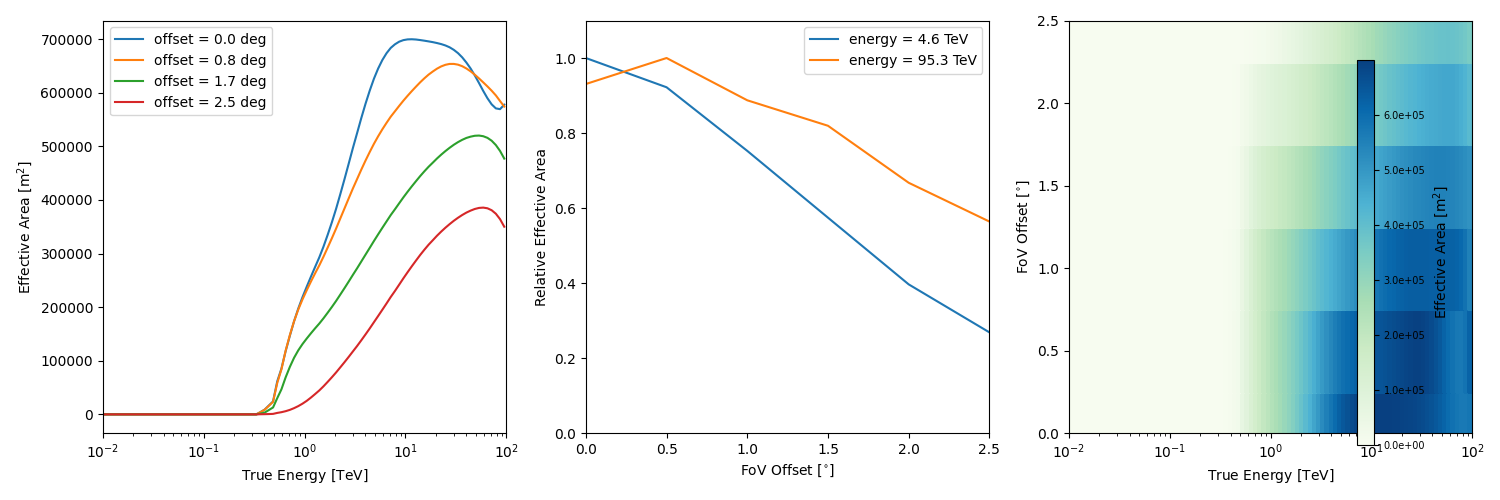 Effective Area [m²]
700000
600000
500000
400000
300000
200000
100000
0
offset = 0.0 deg
offset = 0.8 deg
offset = 1.7 deg
offset = 2.5 deg
10⁻² 10⁻¹ 10⁰ 10¹ 10²
True Energy [TeV]
Relative Effective Area
1.0
0.8
0.6
0.4
0.2
0.0
energy = 4.6 TeV
energy = 95.3 TeV
0.0 0.5 1.0 1.5 2.0 2.5
FoV Offset [°]
FoV Offset [°]
2.5
2.0
1.5
1.0
0.5
0.0
10⁻² 10⁻¹ 10⁰ 10¹ 10²
True Energy [TeV]
6.0e+05
5.0e+05
4.0e+05
3.0e+05
2.0e+05
1.0e+05
0.0e+00
Effective Area [m²]